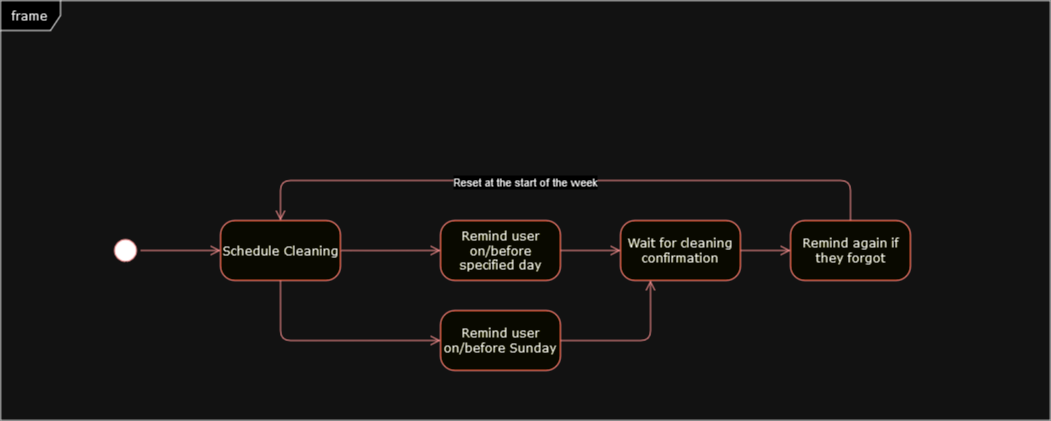 frame
Reset at the start of the week
Schedule Cleaning
Remind user
on/before
specified day
Wait for cleaning
confirmation
Remind again if
they forgot
Remind user
on/before Sunday